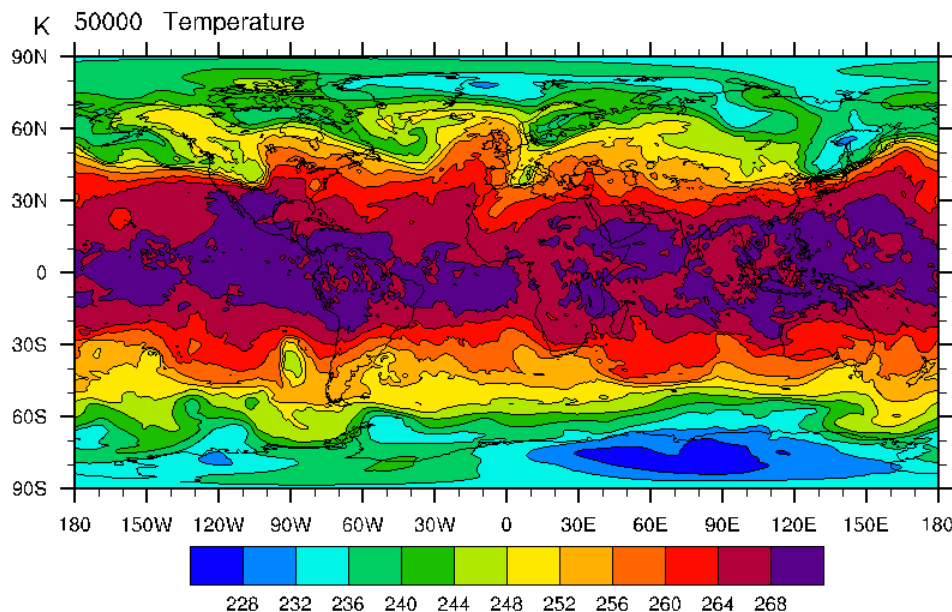 K 50000 Temperature
90N
60N
30N
0
30S
60S
90S
180 150W 120W 90W 60W 30W 0 30E 60E 90E 120E 150E 180
228 232 236 240 244 248 252 256 260 264 268